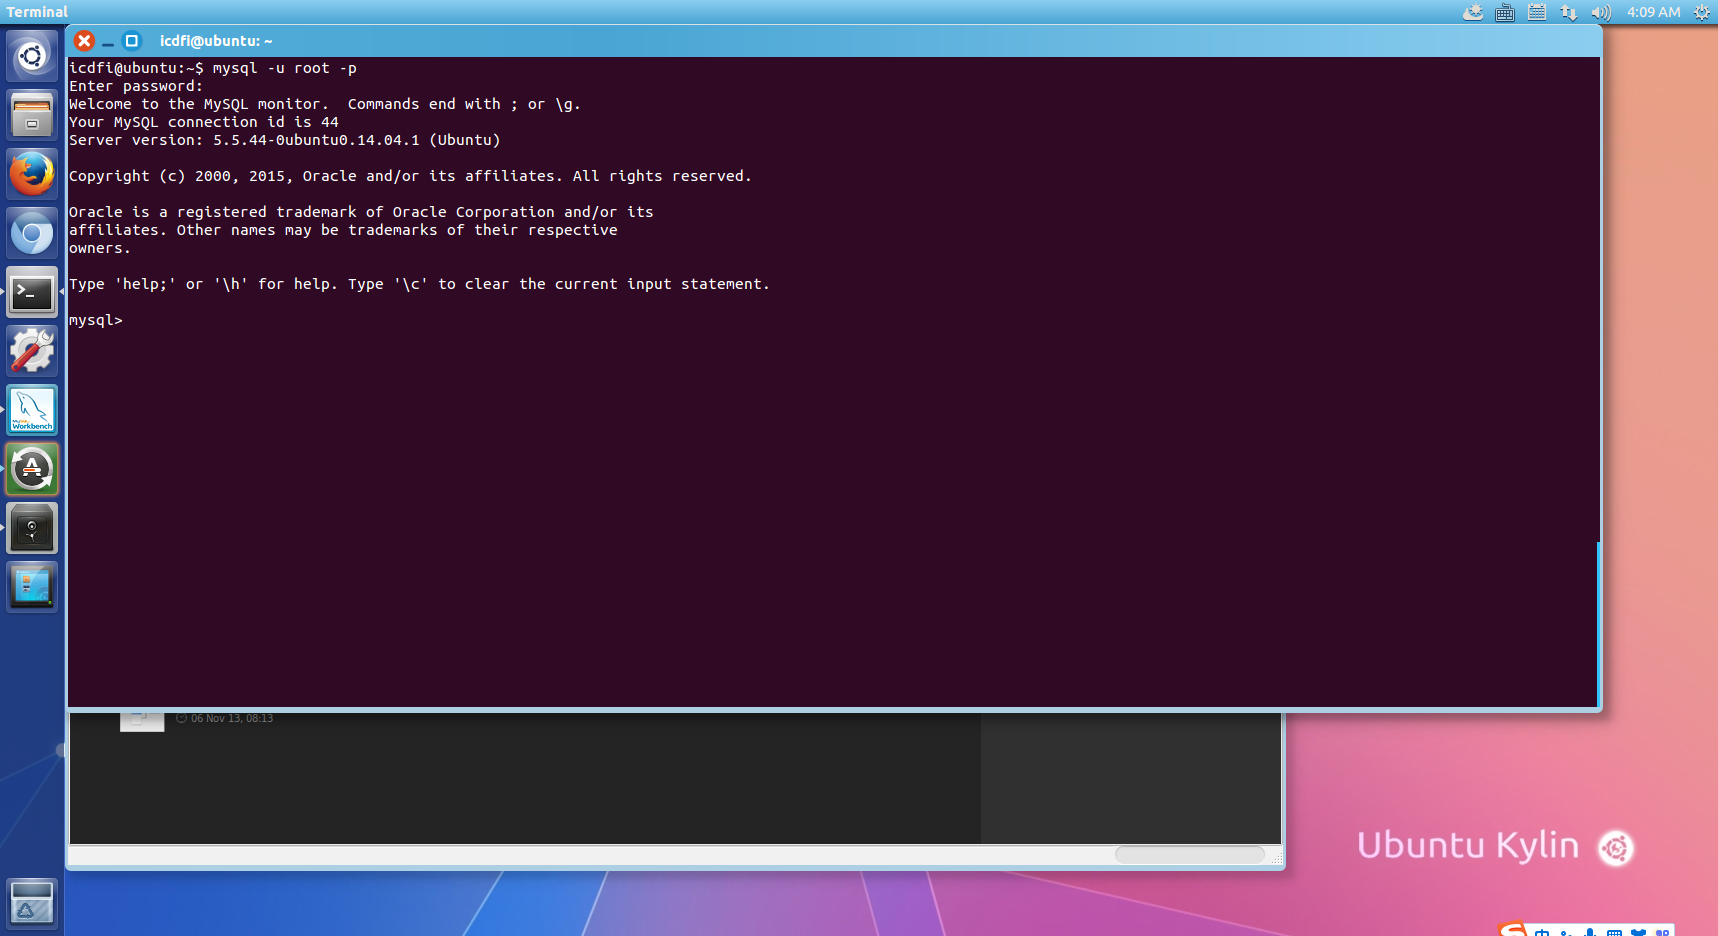 Terminal
4:09 AM
icdfi@ubuntu: ~
icdfi@ubuntu:~$ mysql -u root -p
Enter password:
Welcome to the MySQL monitor.  Commands end with ; or \g.
Your MySQL connection id is 44
Server version: 5.5.44-0ubuntu0.14.04.1 (Ubuntu)
Copyright (c) 2000, 2015, Oracle and/or its affiliates. All rights reserved.
Oracle is a registered trademark of Oracle Corporation and/or its
affiliates. Other names may be trademarks of their respective
owners.
Type 'help;' or '\h' for help. Type '\c' to clear the current input statement.
mysql>
Workbench
06 Nov 13, 08:13
Ubuntu Kylin